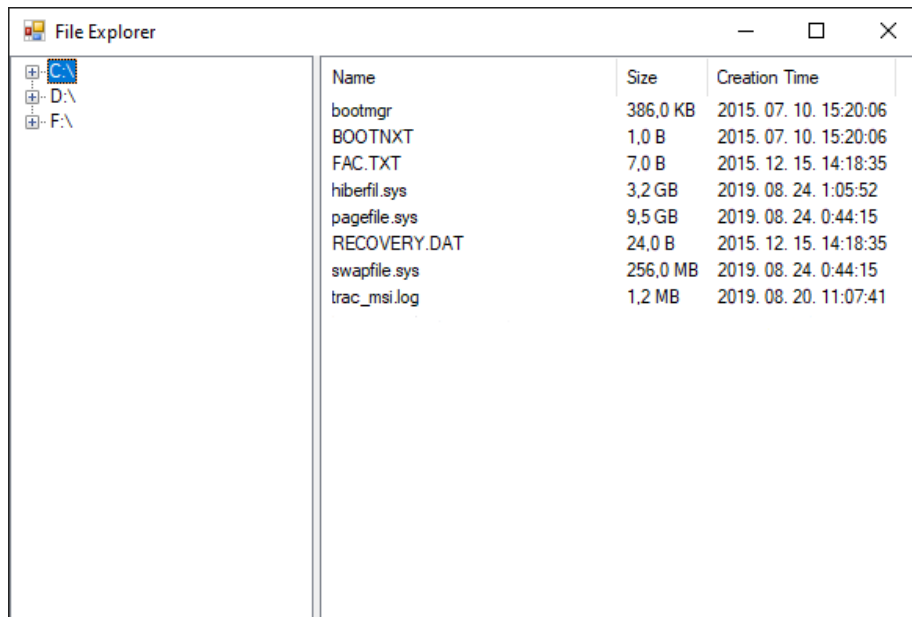 File Explorer
C:\
D:\
F:\
Name Size Creation Time
bootmgr 386,0 KB 2015. 07. 10. 15:20:06
BOOTNXT 1,0 B 2015. 07. 10. 15:20:06
FAC.TXT 7,0 B 2015. 12. 15. 14:18:35
hiberfil.sys 3,2 GB 2019. 08. 24. 1:05:52
pagefile.sys 9,5 GB 2019. 08. 24. 0:44:15
RECOVERY.DAT 24,0 B 2015. 12. 15. 14:18:35
swapfile.sys 256,0 MB 2019. 08. 24. 0:44:15
trac_msi.log 1,2 MB 2019. 08. 20. 11:07:41